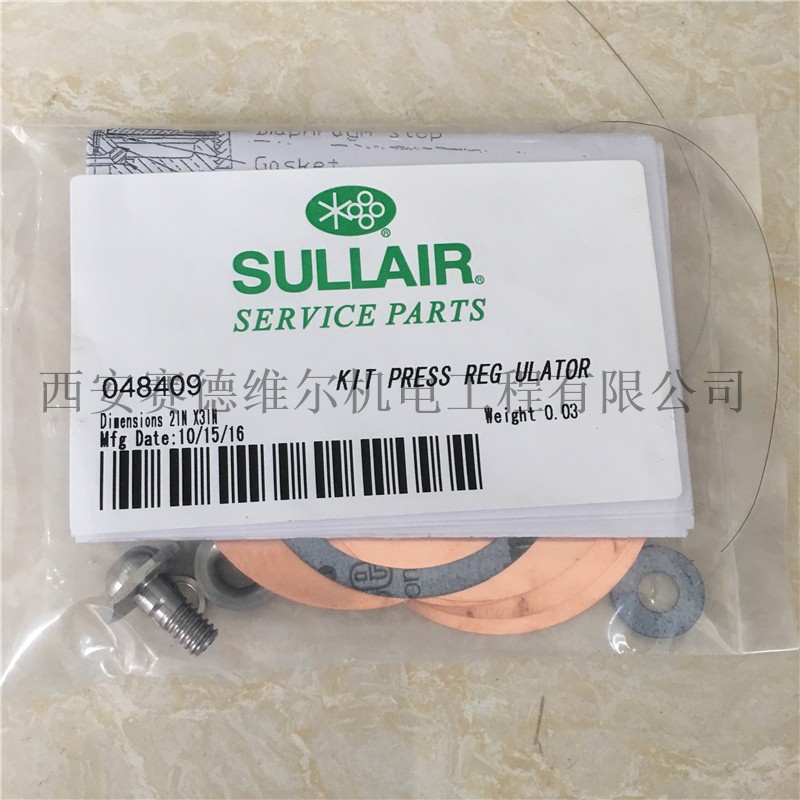 Diaphragm stop
Gasket
SULLAIR®
SERVICE PARTS
048409
KIT PRESS REG ULATOR
西安赛德维尔机电工程有限公司
Dimensions 2IN X3IN
Weight 0.03
Mfg Date:10/15/16